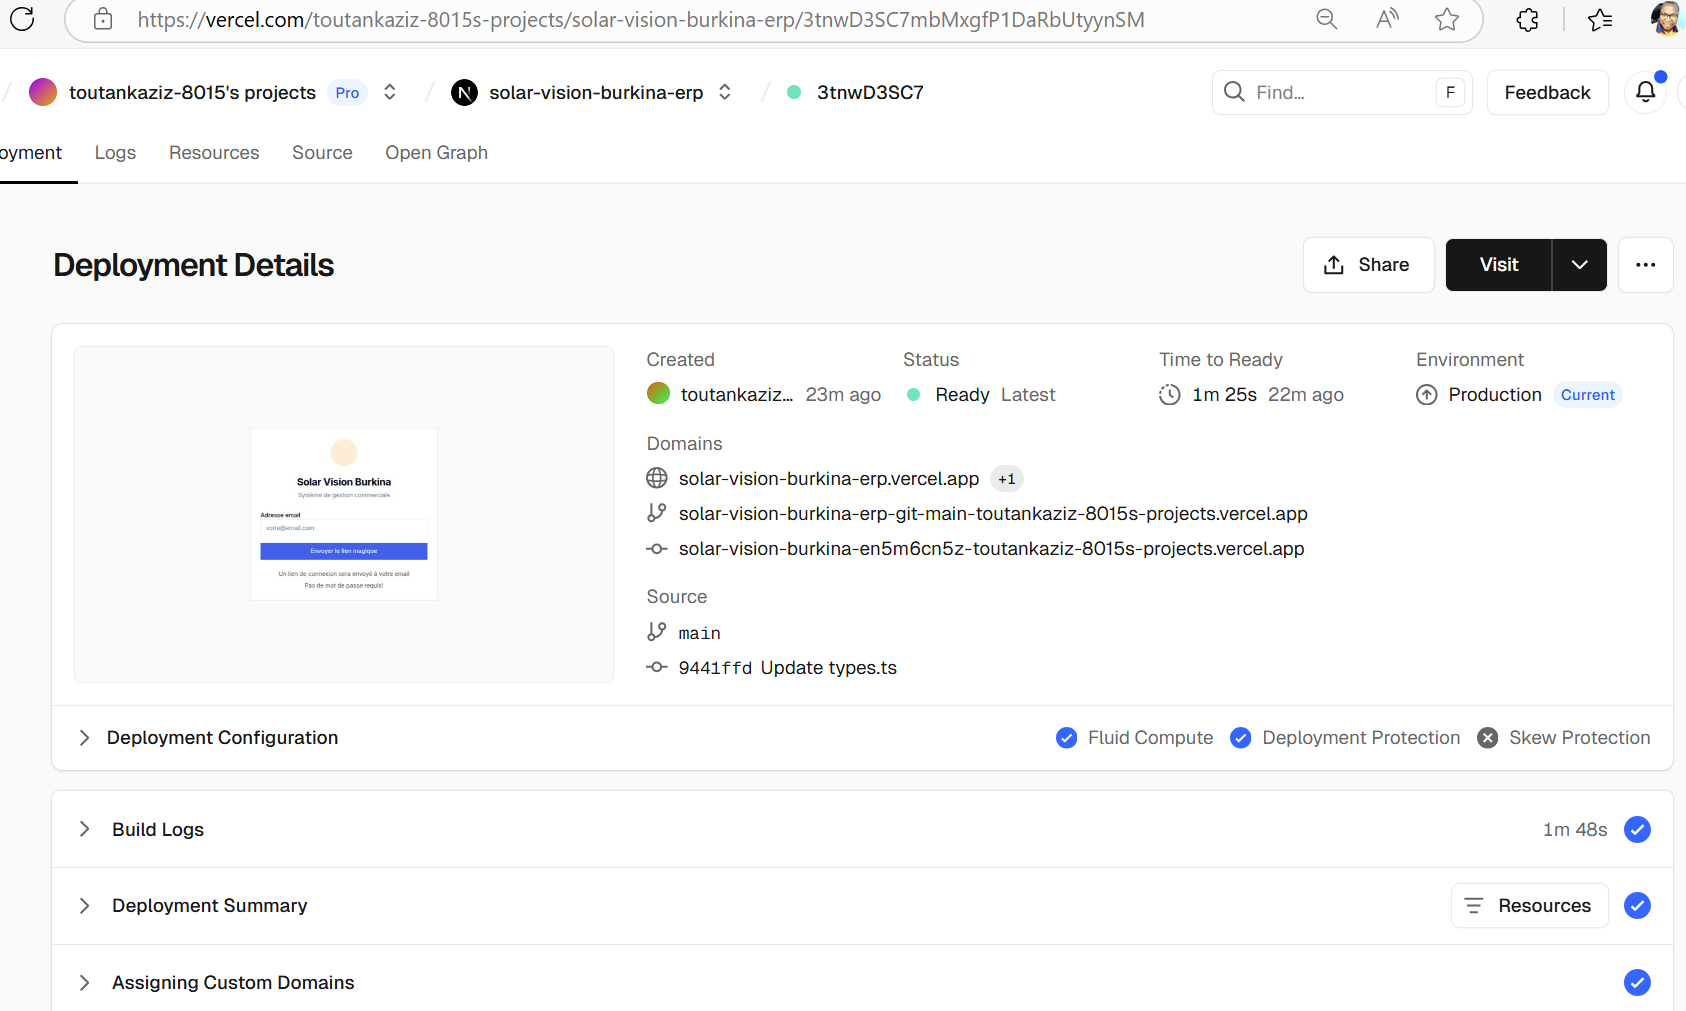 https://vercel.com/toutankaziz-8015s-projects/solar-vision-burkina-erp/3tnwD3SC7mbMxgfP1DaRbUtyynSM
toutankaziz-8015's projects Pro / solar-vision-burkina-erp / 3tnwD3SC7 Find... F Feedback
oyment Logs Resources Source Open Graph
Deployment Details Share Visit
Created Status Time to Ready Environment
toutankaziz... 23m ago Ready Latest 1m 25s 22m ago Production Current
Domains
solar-vision-burkina-erp.vercel.app +1
solar-vision-burkina-erp-git-main-toutankaziz-8015s-projects.vercel.app
solar-vision-burkina-en5m6cn5z-toutankaziz-8015s-projects.vercel.app
Source
main
9441ffd Update types.ts
Solar Vision Burkina
Système de gestion commerciale
Adresse email
votre@email.com
Envoyer le lien magique
Un lien de connexion sera envoyé à votre email
Pas de mot de passe requis!
Deployment Configuration Fluid Compute Deployment Protection Skew Protection
Build Logs 1m 48s
Deployment Summary Resources
Assigning Custom Domains